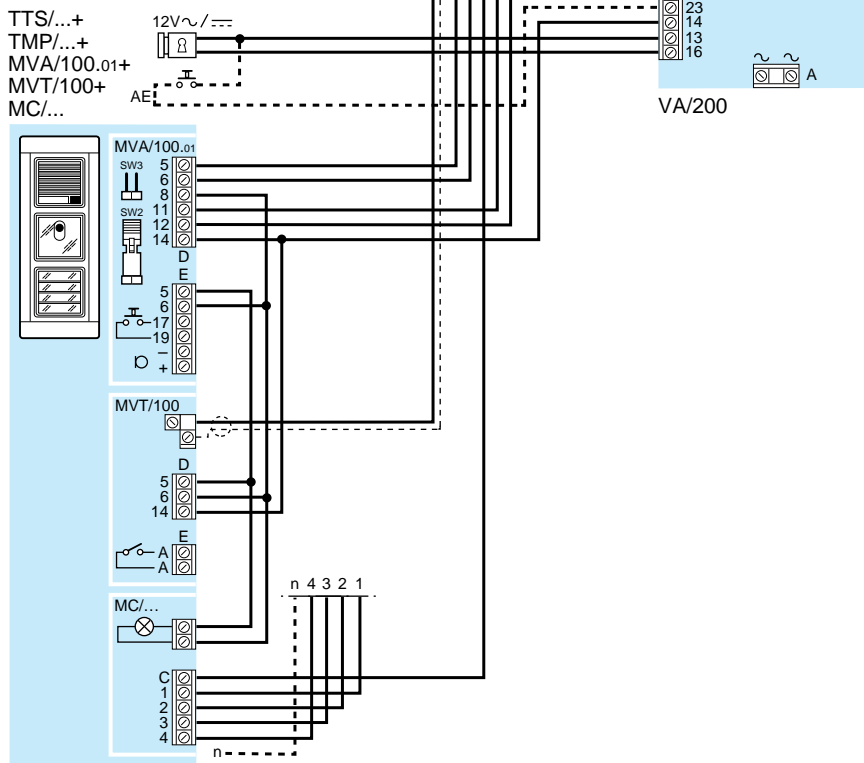 TTS/...+
TMP/...+
MVA/100.01+
MVT/100+
MC/...
12V~/⎓
AE
23
14
13
16
A
VA/200
MVA/100.01
SW3
SW2
5
6
8
11
12
14
D
E
5
6
17
19
–
+
MVT/100
D
5
6
14
E
A
A
n 4 3 2 1
MC/...
C
1
2
3
4
n